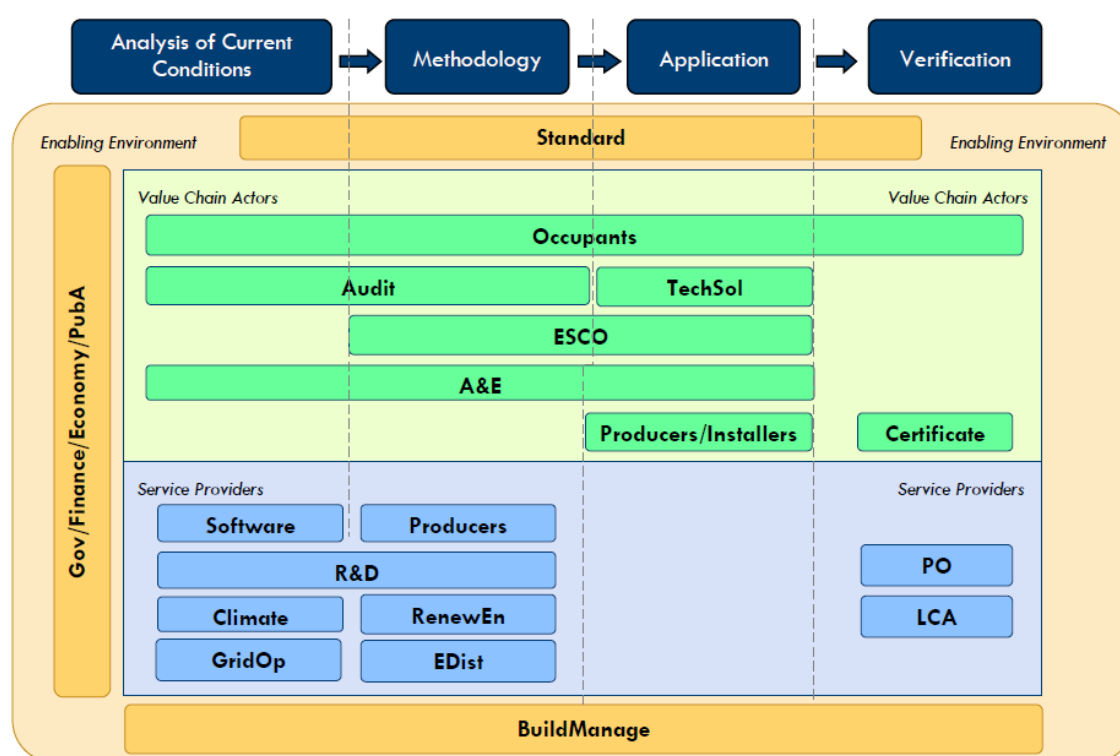 Analysis of Current
Conditions
Methodology
Application
Verification
Enabling Environment
Standard
Enabling Environment
Gov/Finance/Economy/PubA
Value Chain Actors
Value Chain Actors
Occupants
Audit
TechSol
ESCO
A&E
Producers/Installers
Certificate
Service Providers
Service Providers
Software
Producers
R&D
PO
Climate
RenewEn
LCA
GridOp
EDist
BuildManage